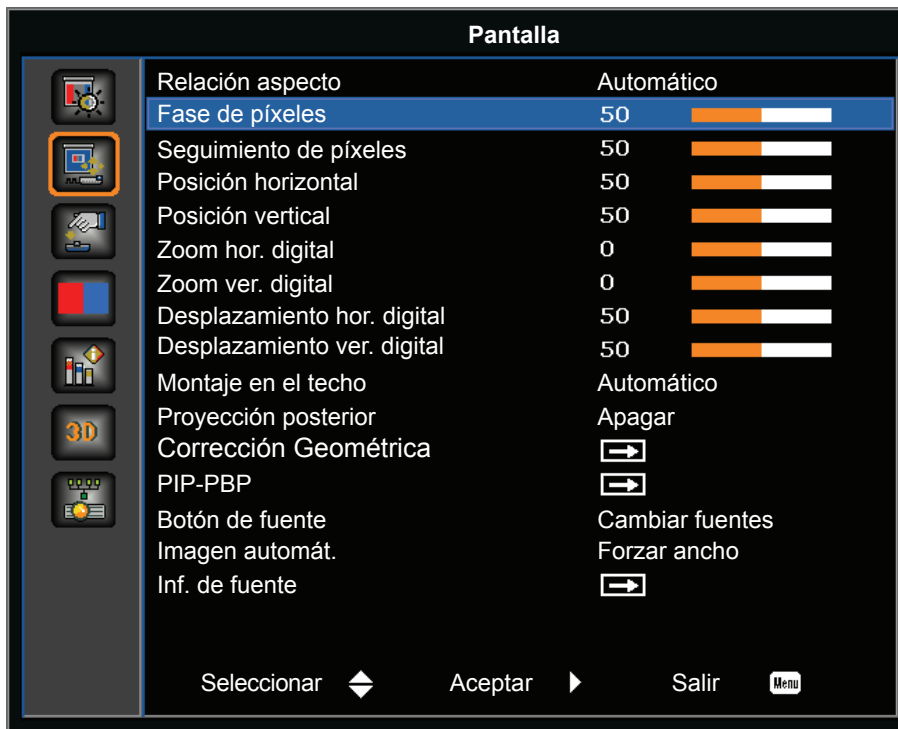 Pantalla
Relación aspecto Automático
Fase de píxeles 50
Seguimiento de píxeles 50
Posición horizontal 50
Posición vertical 50
Zoom hor. digital 0
Zoom ver. digital 0
Desplazamiento hor. digital 50
Desplazamiento ver. digital 50
Montaje en el techo Automático
Proyección posterior Apagar
3D
Corrección Geométrica
PIP-PBP
Botón de fuente Cambiar fuentes
Imagen automát. Forzar ancho
Inf. de fuente
Seleccionar Aceptar Salir Menu